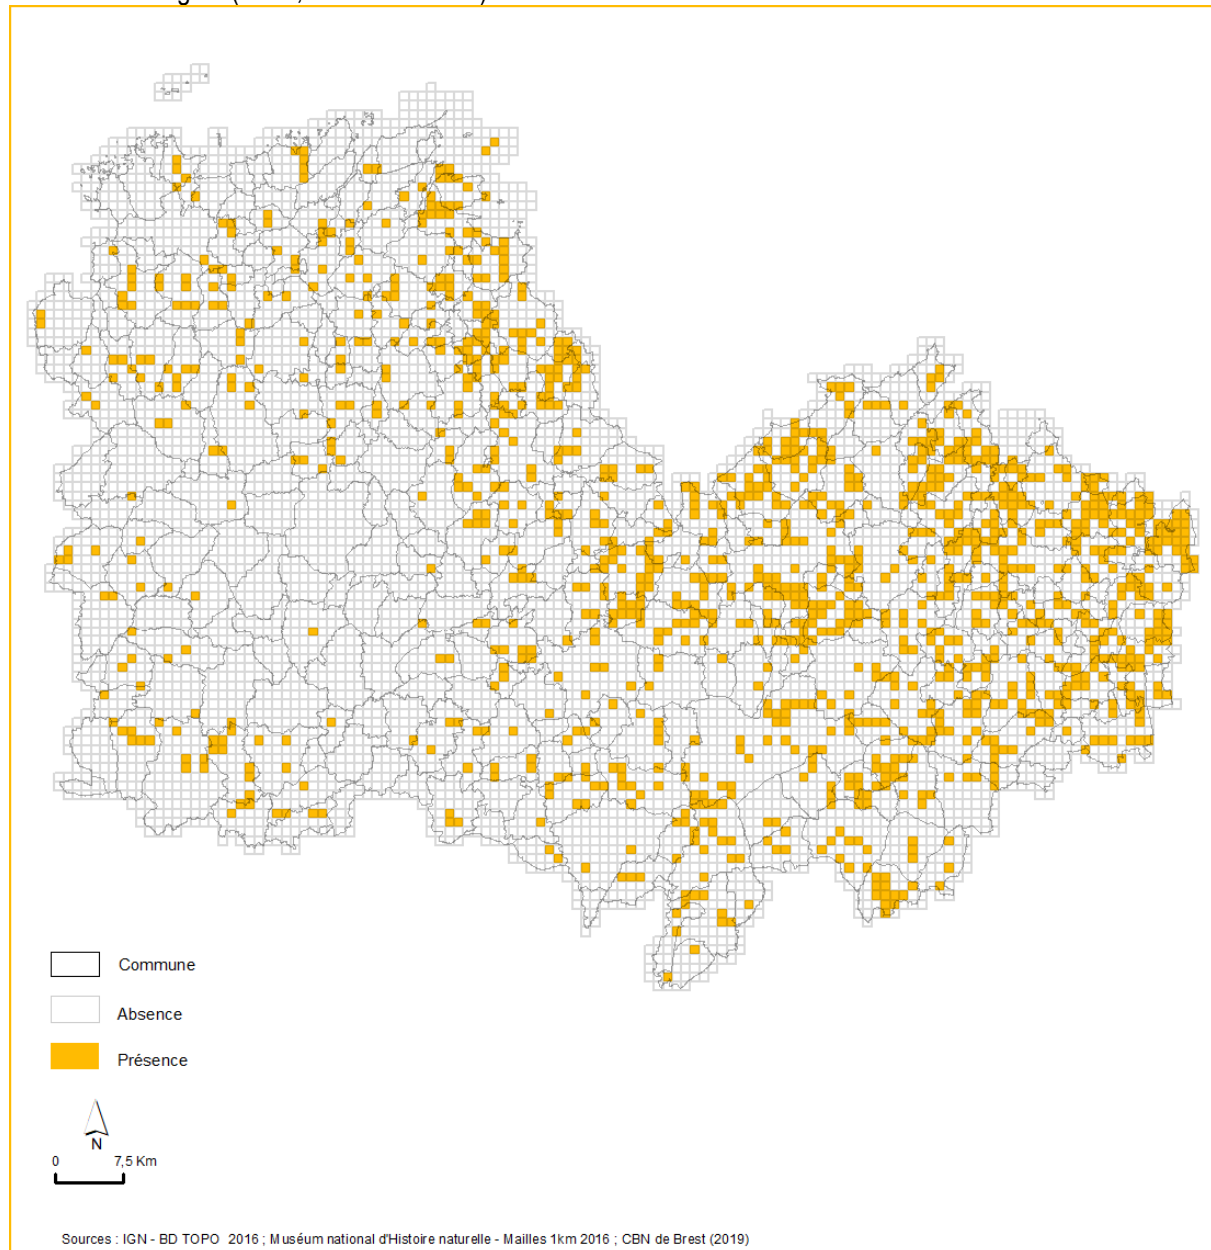 Commune
Absence
Présence
N
0 7,5 Km
Sources : IGN - BD TOPO 2016 ; Muséum national d'Histoire naturelle - Mailles 1km 2016 ; CBN de Brest (2019)